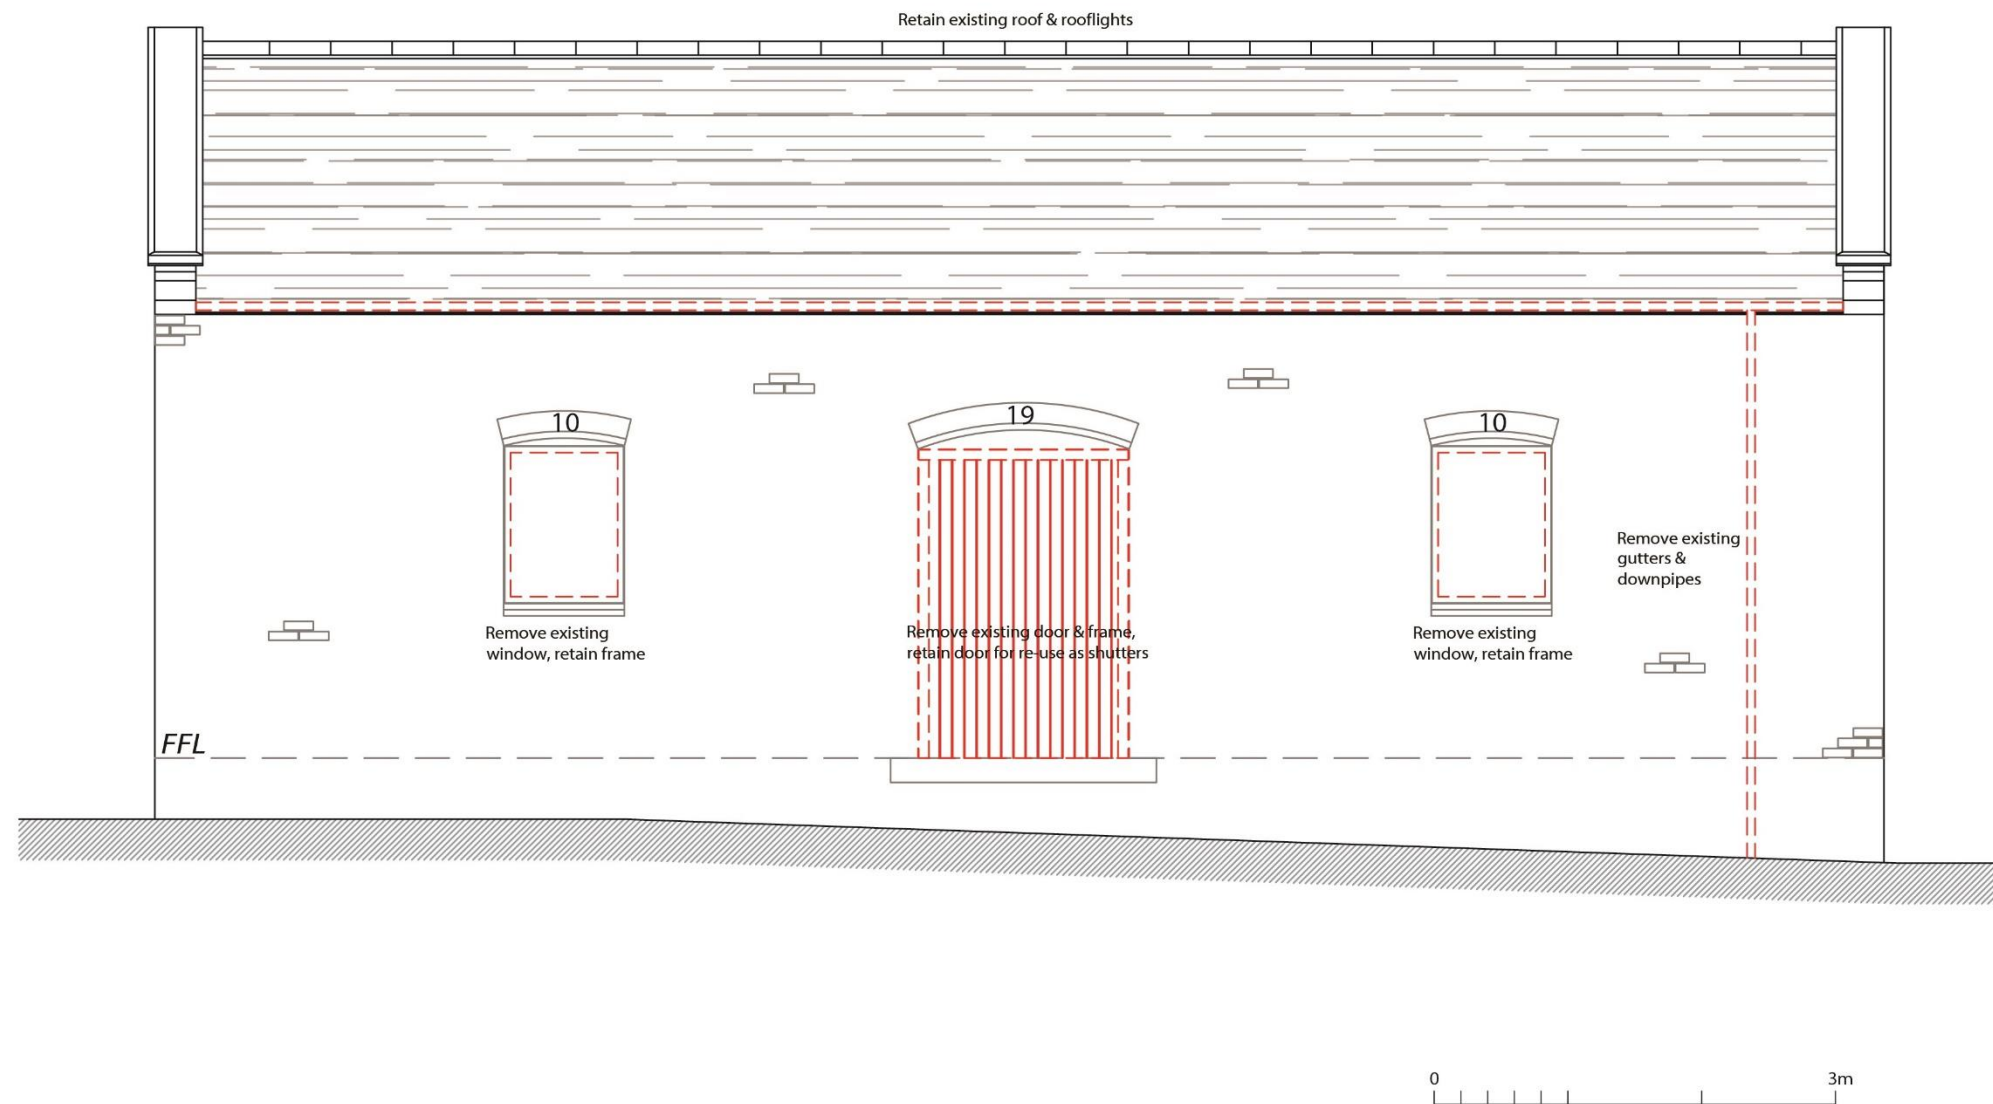 Retain existing roof & rooflights
10
19
10
Remove existing
gutters &
downpipes
Remove existing
window, retain frame
Remove existing door & frame,
retain door for re-use as shutters
Remove existing
window, retain frame
FFL
0
3m